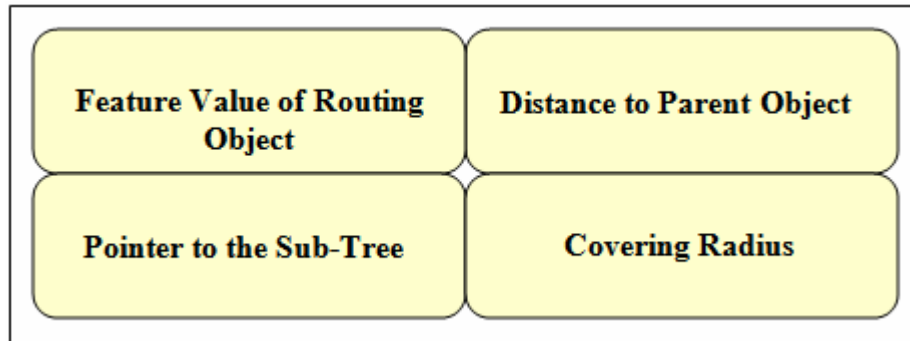 Feature Value of Routing
Object
Distance to Parent Object
Pointer to the Sub-Tree
Covering Radius